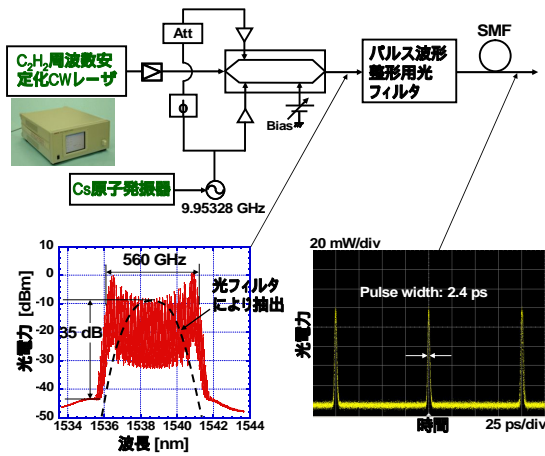 Att
C2H2周波数安
定化CWレーザ
ϕ
Bias
パルス波形
整形用光
フィルタ
SMF
Cs原子発振器
9.95328 GHz
光電力 [dBm]
10
0
-10
-20
-30
-40
-50
560 GHz
35 dB
光フィルタ
により抽出
1534 1536 1538 1540 1542 1544
波長 [nm]
20 mW/div
Pulse width: 2.4 ps
光電力
時間
25 ps/div